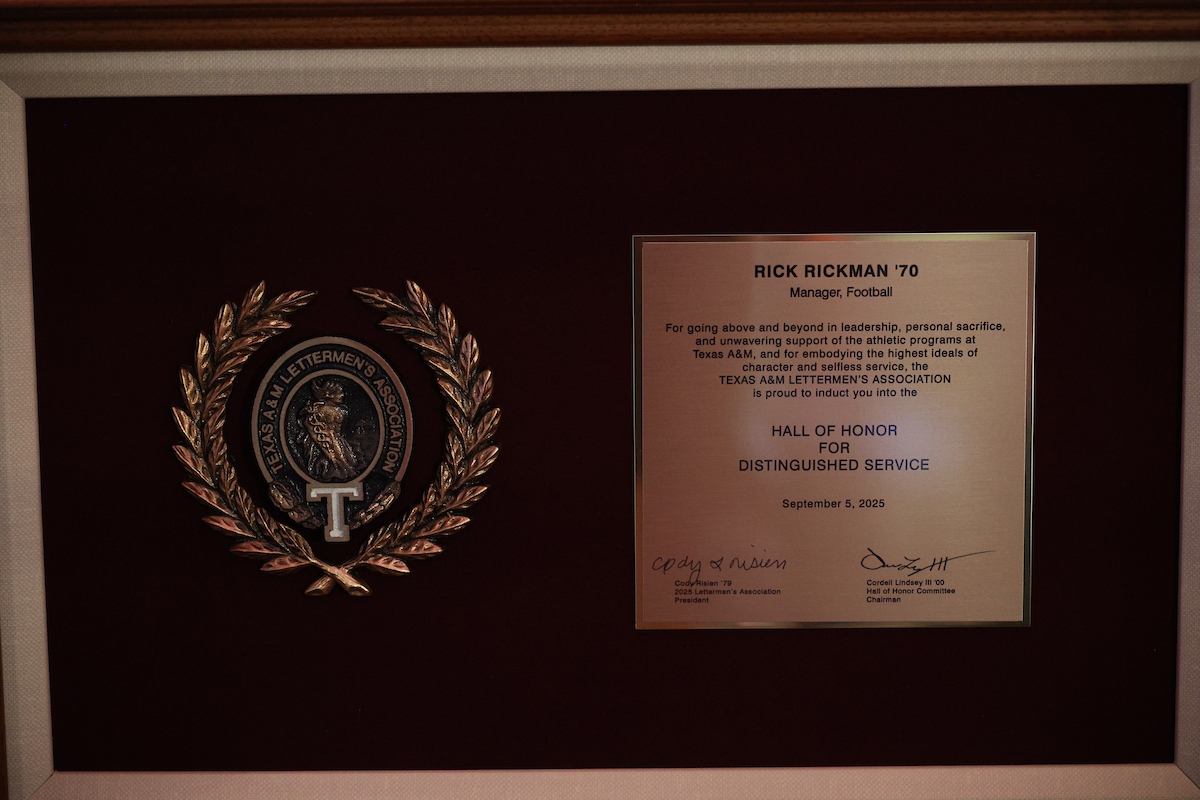 TEXAS A&M LETTERMEN'S ASSOCIATION
T
RICK RICKMAN '70
Manager, Football
For going above and beyond in leadership, personal sacrifice,
and unwavering support of the athletic programs at
Texas A&M, and for embodying the highest ideals of
character and selfless service, the
TEXAS A&M LETTERMEN'S ASSOCIATION
is proud to induct you into the
HALL OF HONOR
FOR
DISTINGUISHED SERVICE
September 5, 2025
Cody Risien '79
2025 Lettermen's Association
President
Cordell Lindsey III '00
Hall of Honor Committee
Chairman